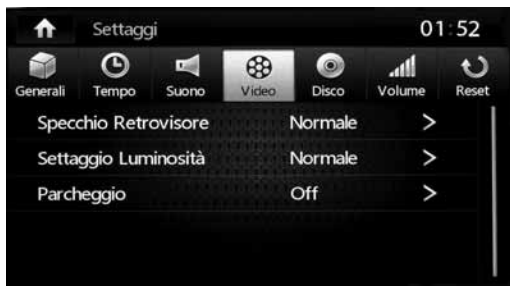 Settaggi 01:52
Generali Tempo Suono Video Disco Volume Reset
Specchio Retrovisore Normale >
Settaggio Luminosità Normale >
Parcheggio Off >